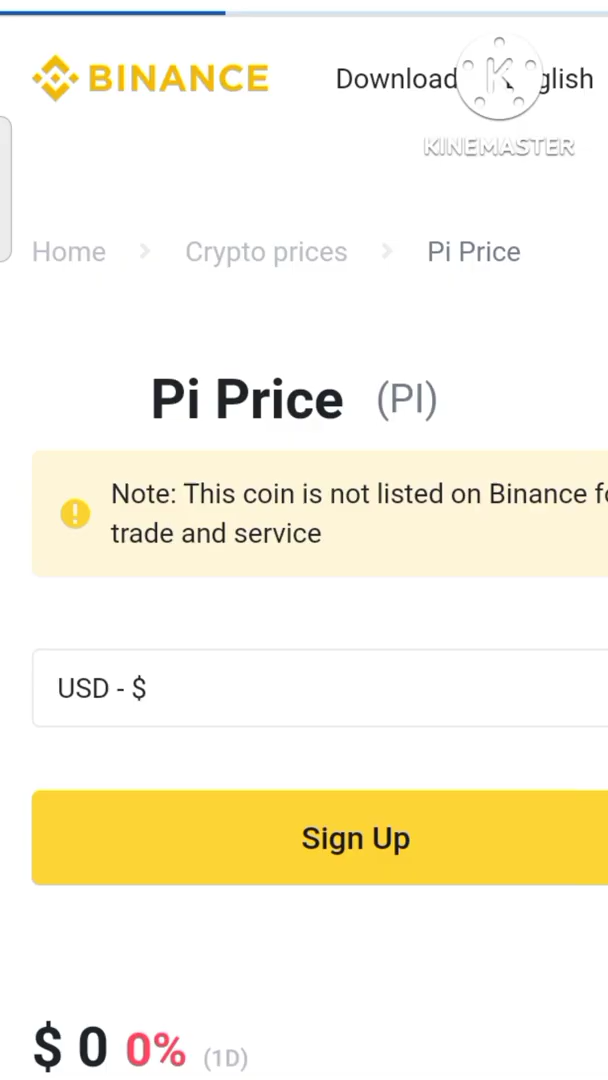 BINANCE
Download
glish
KINEMASTER
Home
Crypto prices
Pi Price
Pi Price (PI)
Note: This coin is not listed on Binance fo
trade and service
USD - $
Sign Up
$ 0 0% (1D)